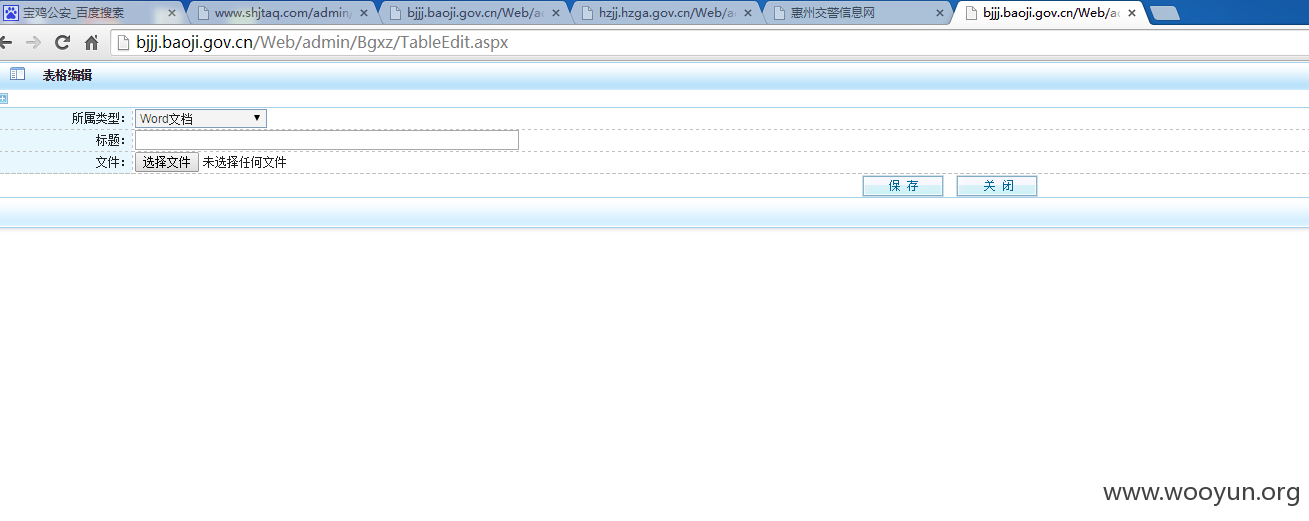 宝鸡公安_百度搜索
www.shjtaq.com/admin/
bjjj.baoji.gov.cn/Web/ad
hzjj.hzga.gov.cn/Web/a
惠州交警信息网
bjjj.baoji.gov.cn/Web/ad
bjjj.baoji.gov.cn/Web/admin/Bgxz/TableEdit.aspx
表格编辑
所属类型： Word文档
标题：
文件： 选择文件 未选择任何文件
保 存 关 闭
www.wooyun.org